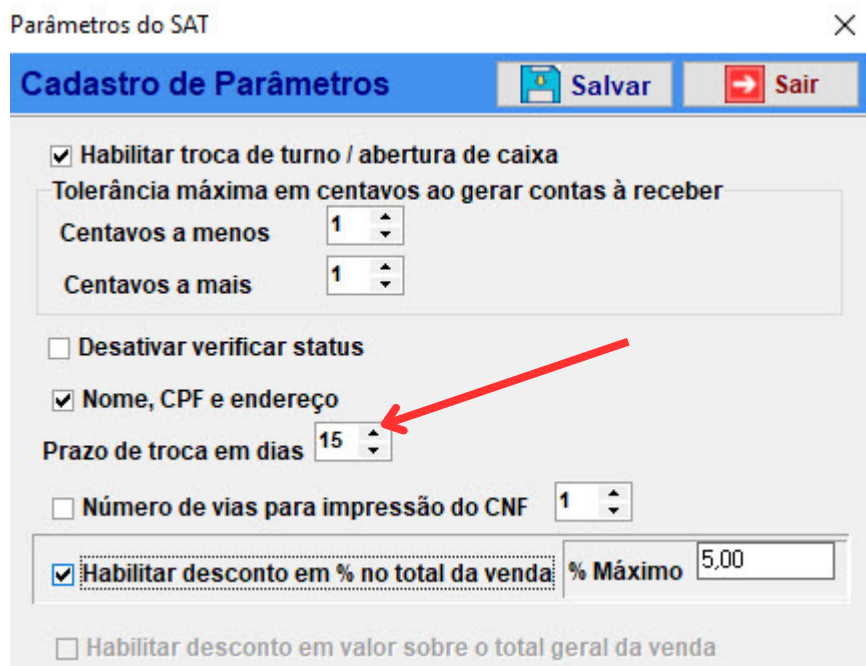 Parâmetros do SAT
Cadastro de Parâmetros Salvar Sair
Habilitar troca de turno / abertura de caixa
Tolerância máxima em centavos ao gerar contas à receber
Centavos a menos 1
Centavos a mais 1
Desativar verificar status
Nome, CPF e endereço
Prazo de troca em dias 15
Número de vias para impressão do CNF 1
Habilitar desconto em % no total da venda % Máximo 5,00
Habilitar desconto em valor sobre o total geral da venda